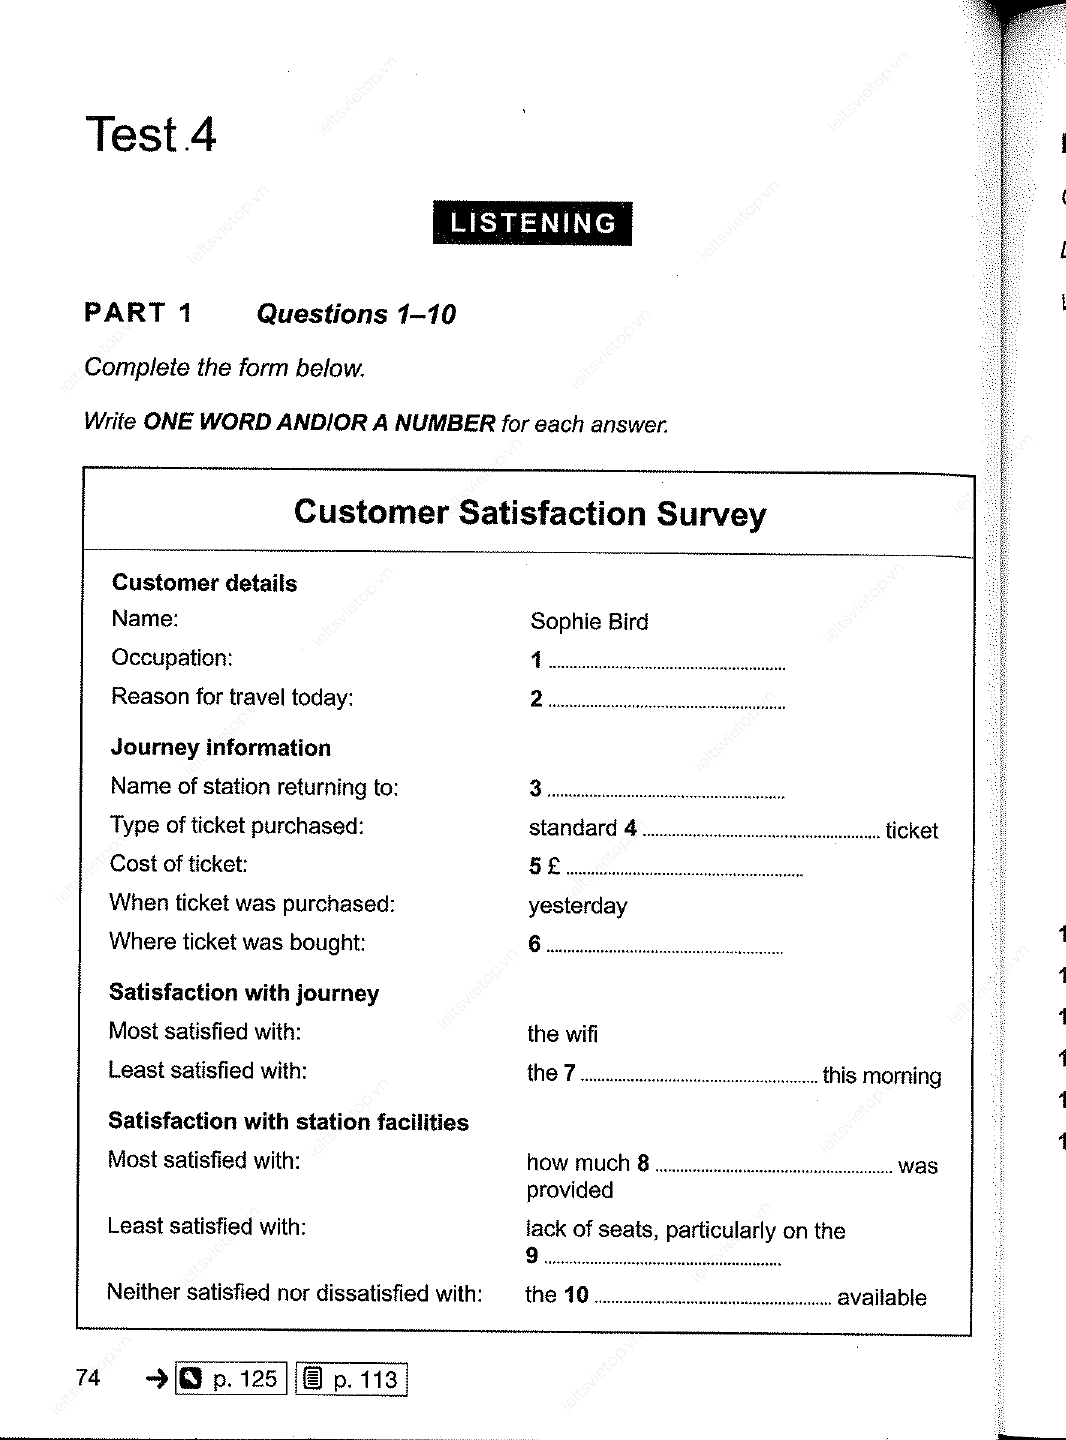 Test 4
LISTENING
PART 1 Questions 1–10
Complete the form below.
Write ONE WORD AND/OR A NUMBER for each answer.
Customer Satisfaction Survey
Customer details
Name: Sophie Bird
Occupation: 1 ..............................
Reason for travel today: 2 ..............................
Journey information
Name of station returning to: 3 ..............................
Type of ticket purchased: standard 4 .............................. ticket
Cost of ticket: 5 £ ..............................
When ticket was purchased: yesterday
Where ticket was bought: 6 ..............................
Satisfaction with journey
Most satisfied with: the wifi
Least satisfied with: the 7 .............................. this morning
Satisfaction with station facilities
Most satisfied with: how much 8 .............................. was
provided
Least satisfied with: lack of seats, particularly on the
9 ..............................
Neither satisfied nor dissatisfied with: the 10 .............................. available
74 → p. 125 p. 113
ieltsvietop.vn